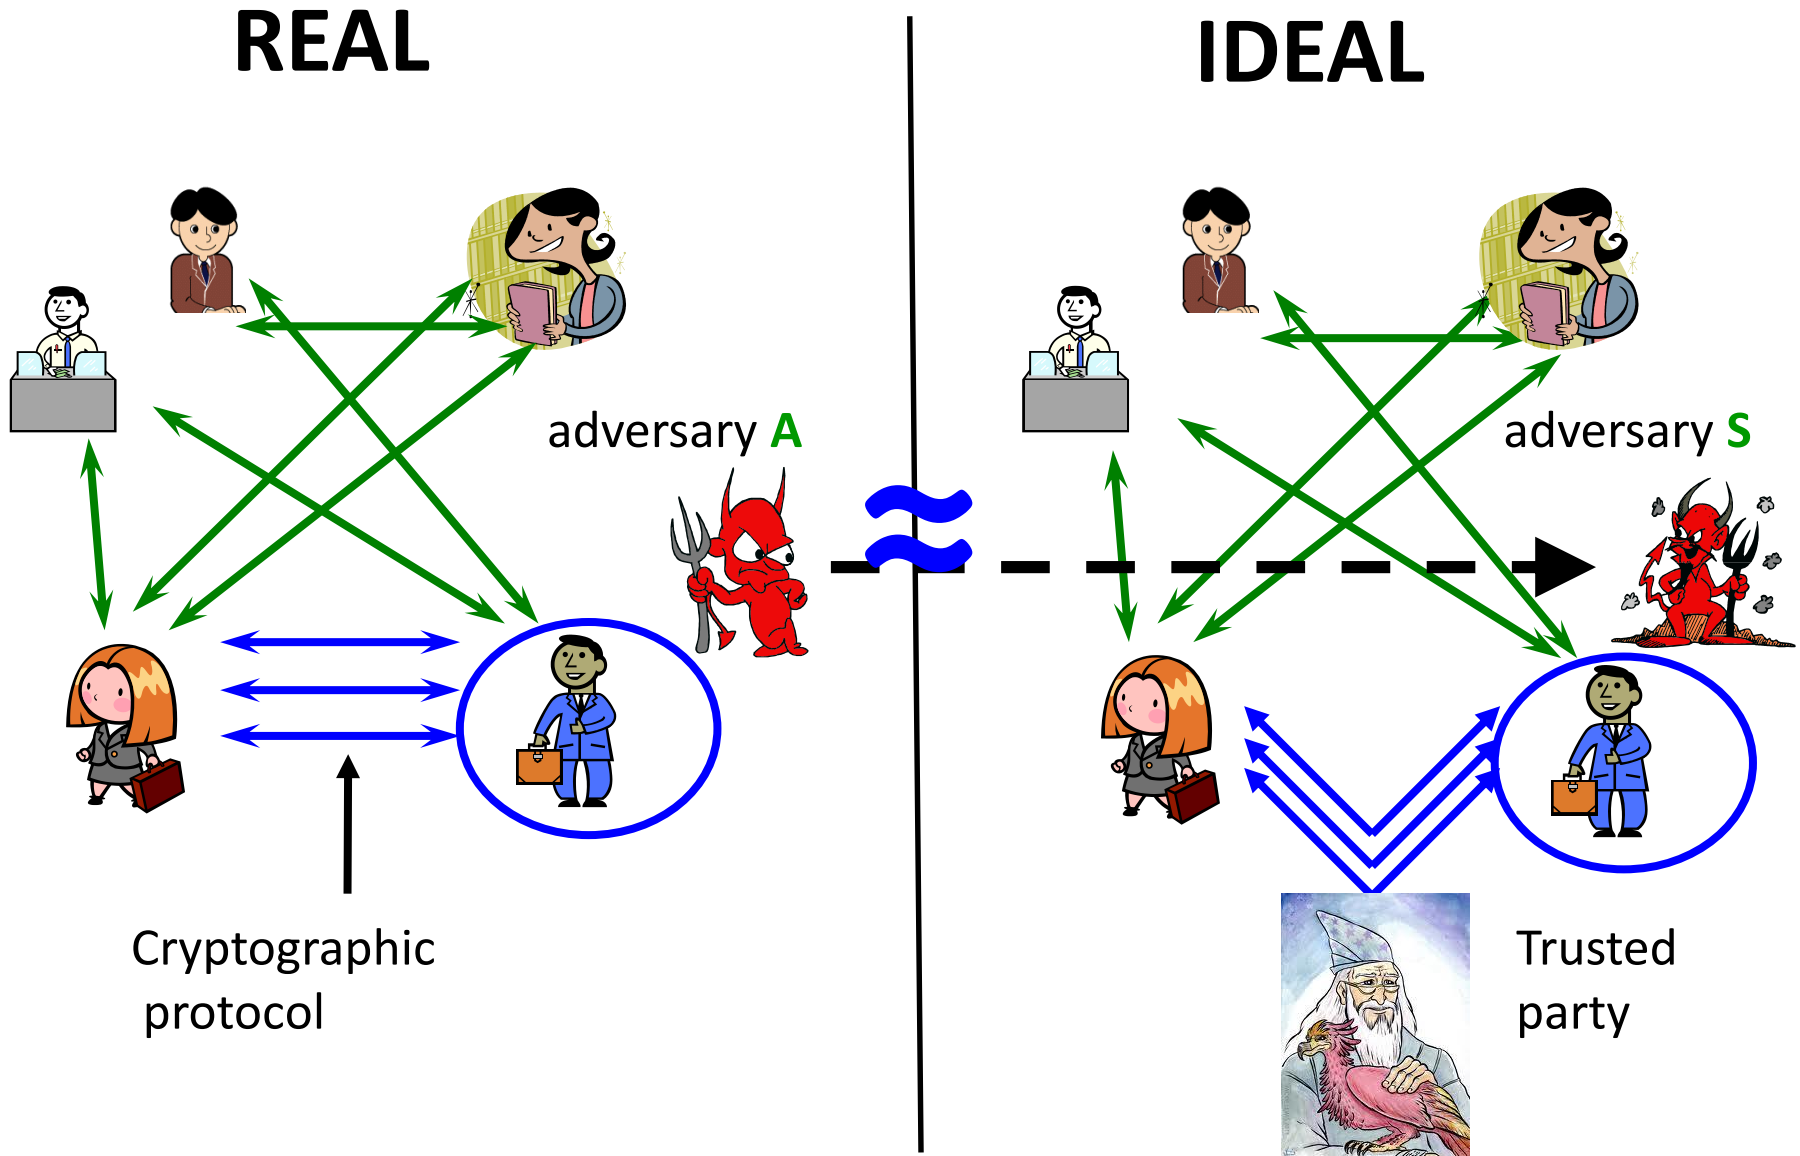 REAL
IDEAL
adversary A
adversary S
≈
Cryptographic
protocol
Trusted
party